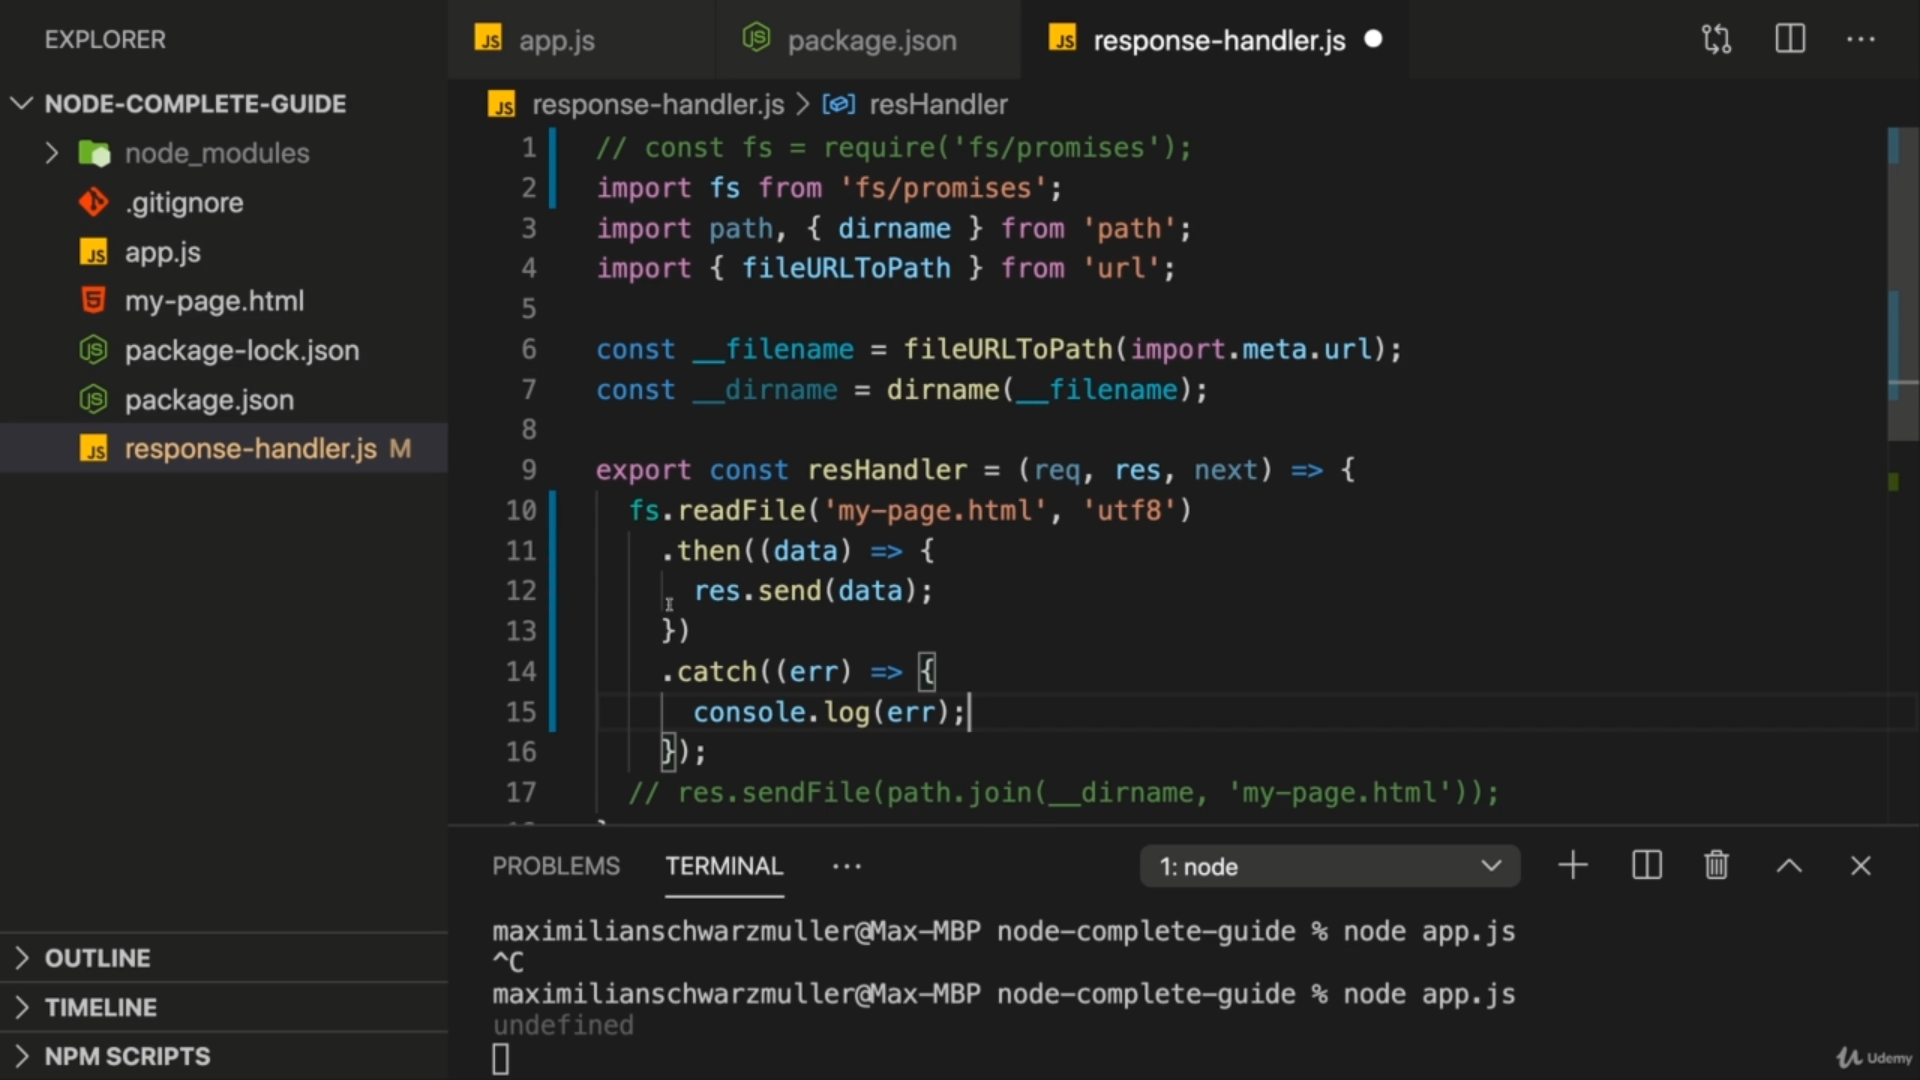 EXPLORER
NODE-COMPLETE-GUIDE
node_modules
.gitignore
app.js
my-page.html
package-lock.json
package.json
response-handler.js M
OUTLINE
TIMELINE
NPM SCRIPTS
app.js
package.json
response-handler.js
response-handler.js > resHandler
1 // const fs = require('fs/promises');
2 import fs from 'fs/promises';
3 import path, { dirname } from 'path';
4 import { fileURLToPath } from 'url';
5
6 const __filename = fileURLToPath(import.meta.url);
7 const __dirname = dirname(__filename);
8
9 export const resHandler = (req, res, next) => {
10 fs.readFile('my-page.html', 'utf8')
11 .then((data) => {
12 res.send(data);
13 })
14 .catch((err) => {
15 console.log(err);
16 });
17 // res.sendFile(path.join(__dirname, 'my-page.html'));
PROBLEMS TERMINAL ··· 1: node
maximilianschwarzmuller@Max-MBP node-complete-guide % node app.js
^C
maximilianschwarzmuller@Max-MBP node-complete-guide % node app.js
undefined
Udemy